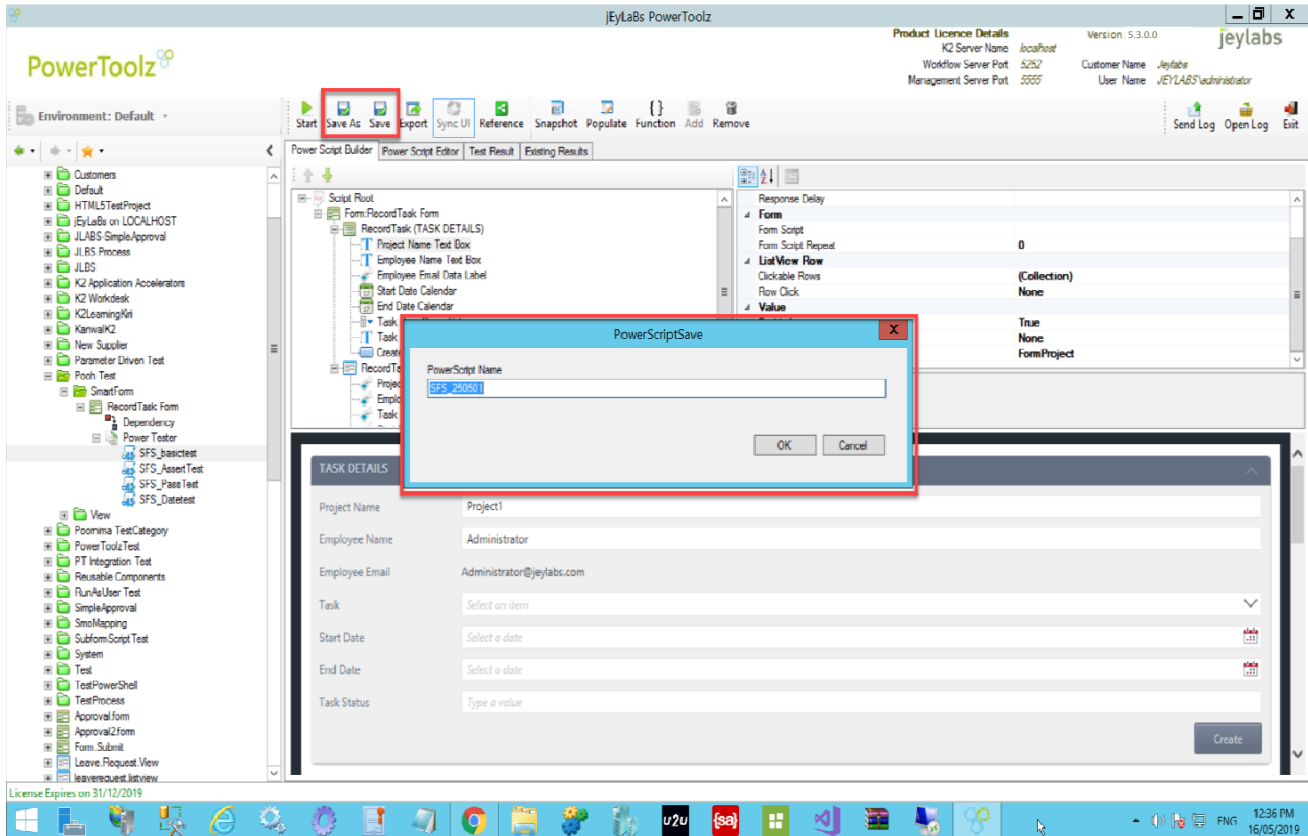 jEyLaBs PowerToolz
PowerToolz
Product Licence Details
K2 Server Name localhost
Workflow Server Port 5252
Management Server Port 5555
Version 5.3.0.0
Customer Name Jeylabs
User Name JEYLABS\administrator
jeylabs
Environment: Default
Start Save As Save Export Sync UI Reference Snapshot Populate Function Add Remove
Send Log Open Log Exit
Power Script Builder Power Script Editor Test Result Existing Results
Customers
Default
HTML5TestProject
jEyLaBs on LOCALHOST
JLABS-SimpleApproval
JLBS Process
JLBS
K2 Application Accelerators
K2 Workdesk
K2LearningKiri
KanwalK2
New Supplier
Parameter Driven Test
Pooh Test
SmartForm
RecordTask Form
Dependency
Power Tester
SFS_basictest
SFS_AssertTest
SFS_PassTest
SFS_Datetest
View
Poornima TestCategory
PowerToolzTest
PT Integration Test
Reusable Components
RunAsUser Test
SimpleApproval
SmoMapping
SubformScriptTest
System
Test
TestPowerShell
TestProcess
Approval.form
Approval2.form
Form.Submit
Leave.Request.View
leaverequest.listview
Script Root
Form:RecordTask Form
RecordTask (TASK DETAILS)
Project Name Text Box
Employee Name Text Box
Employee Email Data Label
Start Date Calendar
End Date Calendar
Task
Task
Create
RecordTa
Projec
Emplo
Task
Response Delay
Form
Form Script
Form Script Repeat 0
ListView Row
Clickable Rows (Collection)
Row Click None
Value
True
None
FormProject
PowerScriptSave
x
PowerScript Name
SFS_250501
OK Cancel
TASK DETAILS
Project Name Project1
Employee Name Administrator
Employee Email Administrator@jeylabs.com
Task Select an item
Start Date Select a date
End Date Select a date
Task Status Type a value
Create
License Expires on 31/12/2019
u2u
{sa}
ENG
12:36 PM
16/05/2019